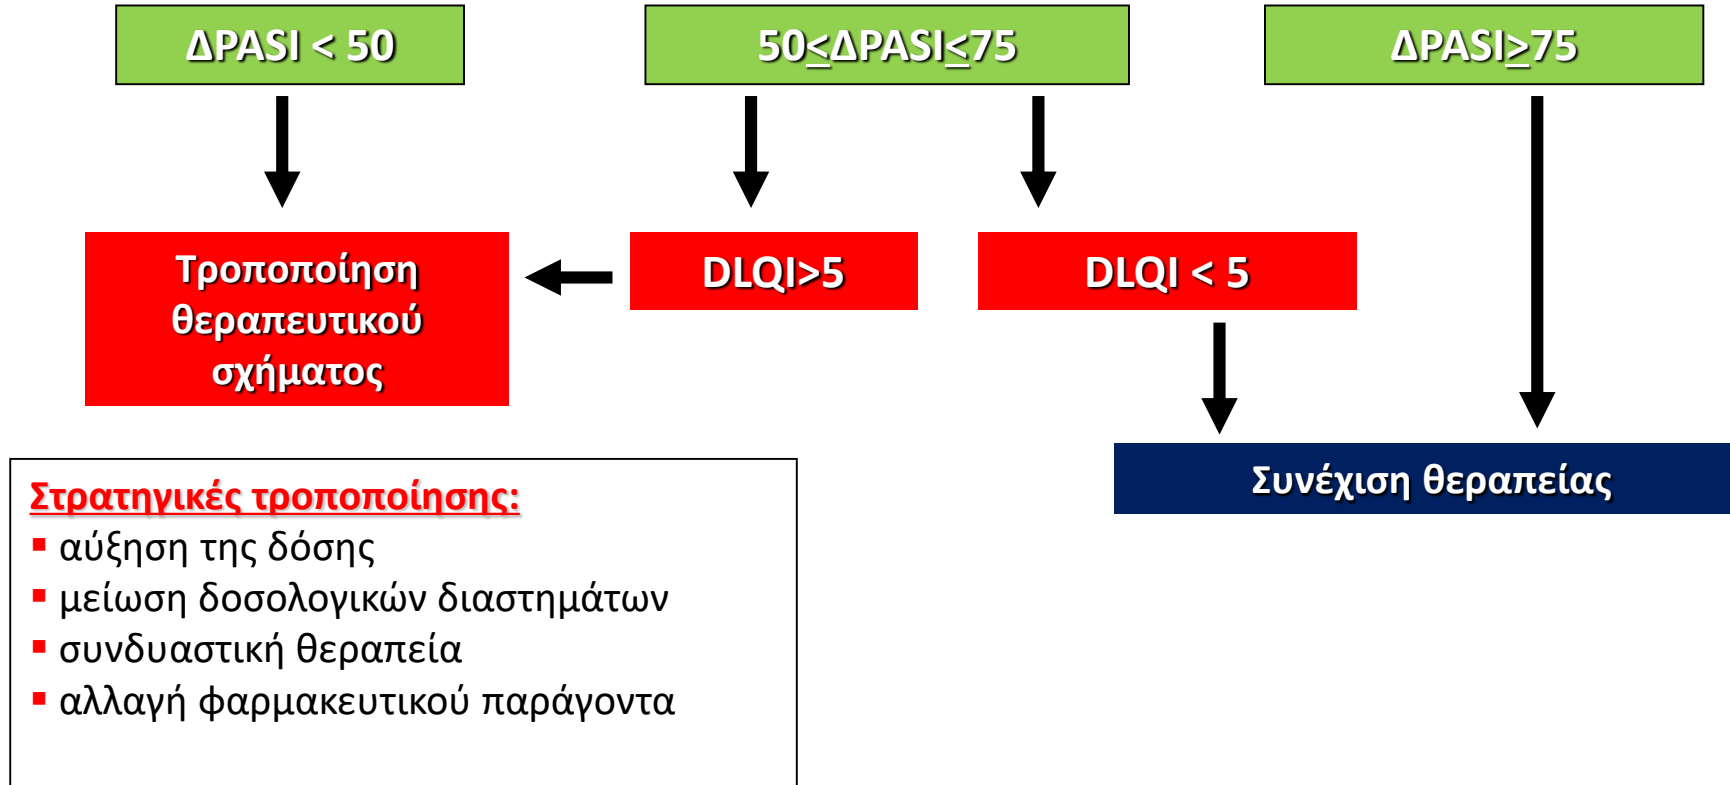 ΔPASI < 50
50≤ΔPASI≤75
ΔPASI≥75
Τροποποίηση
θεραπευτικού
σχήματος
DLQI>5
DLQI < 5
Συνέχιση θεραπείας
Στρατηγικές τροποποίησης:
▪ αύξηση της δόσης
▪ μείωση δοσολογικών διαστημάτων
▪ συνδυαστική θεραπεία
▪ αλλαγή φαρμακευτικού παράγοντα